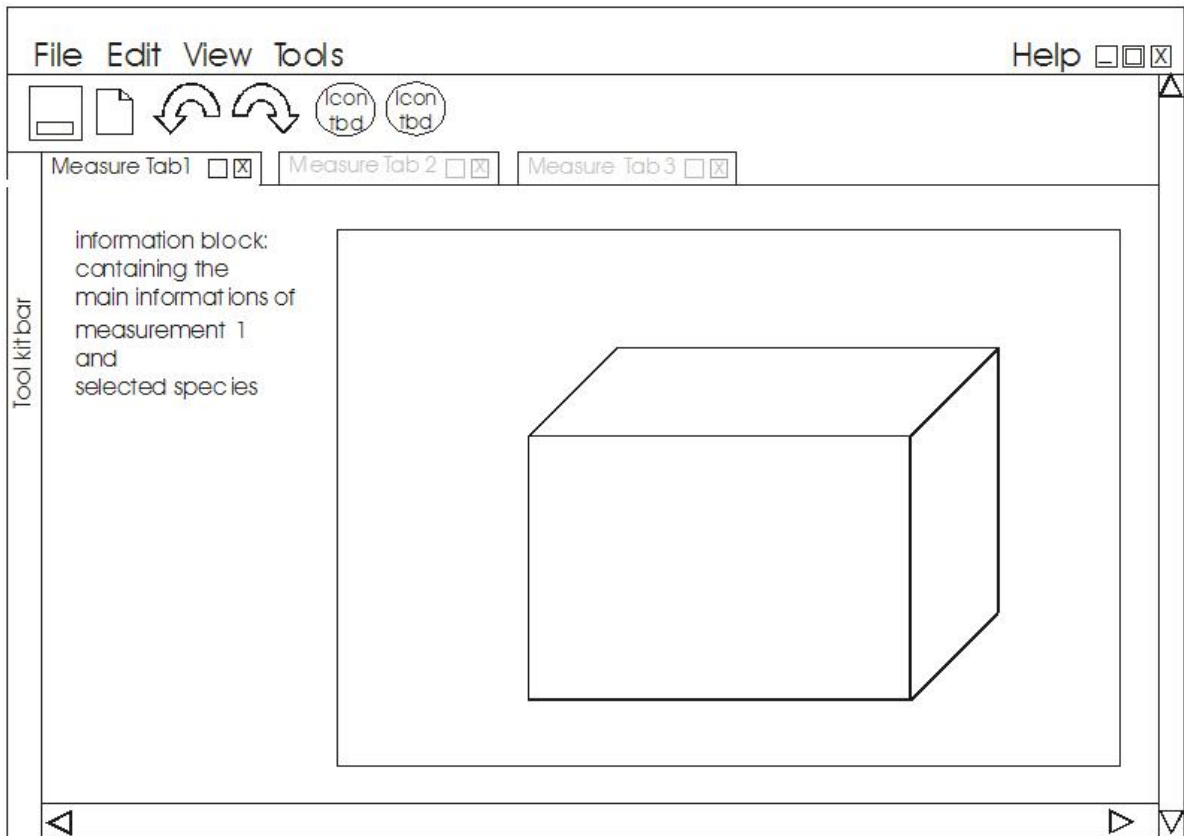 File Edit View Tools Help X
Icon tbd Icon tbd
Measure Tab1 X Measure Tab 2 X Measure Tab 3 X
Tool kit bar
information block:
containing the
main informations of
measurement 1
and
selected species